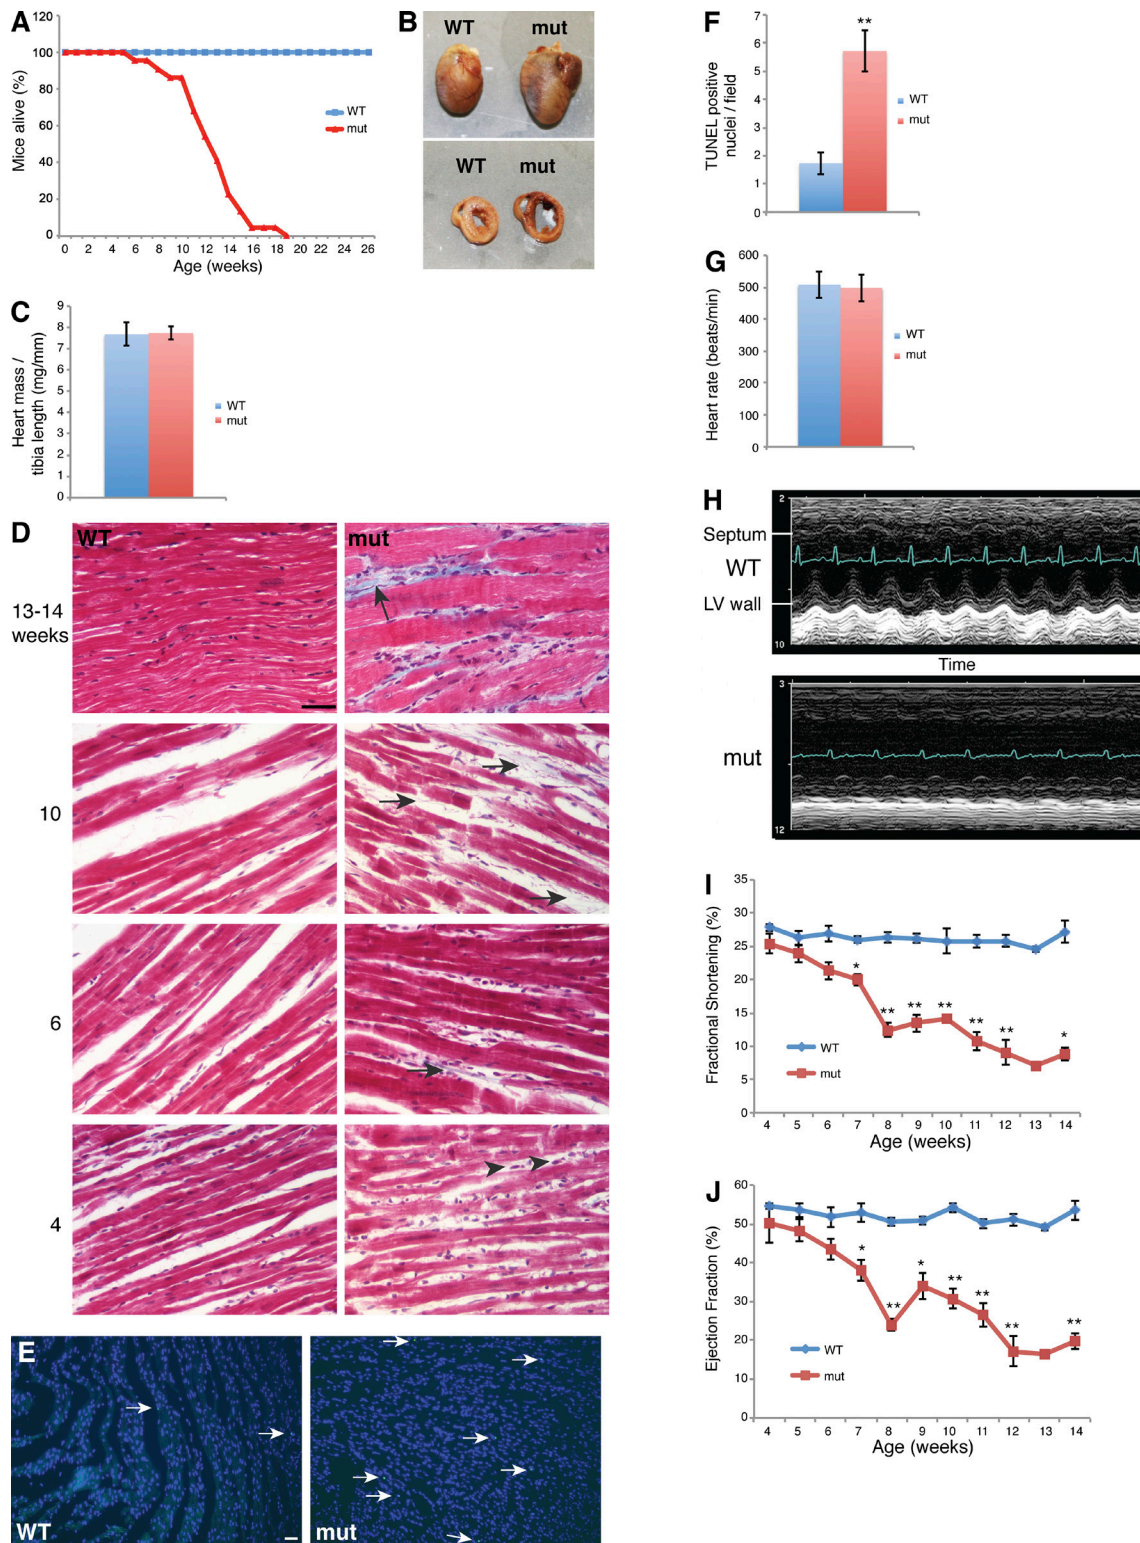 A
120
100
80
60
40
20
0
Mice alive (%)
WT
mut
0 2 4 6 8 10 12 14 16 18 20 22 24 26
Age (weeks)
B
WT mut
WT mut
C
9
8
7
6
5
4
3
2
1
0
Heart mass /
tibia length (mg/mm)
WT
mut
D
WT
mut
13-14
weeks
10
6
4
E
WT
mut
F
7
6
5
4
3
2
1
0
TUNEL positive
nuclei / field
**
WT
mut
G
600
500
400
300
200
100
0
Heart rate (beats/min)
WT
mut
H
2
Septum
WT
LV wall
10
Time
3
mut
12
I
35
30
25
20
15
10
5
0
Fractional Shortening (%)
* ** ** ** ** ** *
WT
mut
4 5 6 7 8 9 10 11 12 13 14
Age (weeks)
J
60
50
40
30
20
10
0
Ejection Fraction (%)
* ** * ** ** ** **
WT
mut
4 5 6 7 8 9 10 11 12 13 14
Age (weeks)